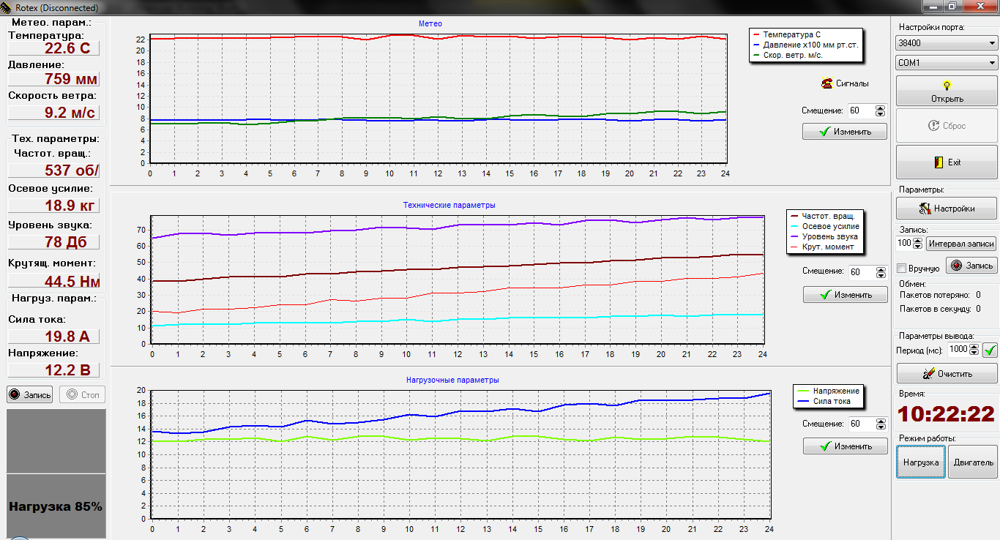 Rotex (Disconnected)
Метео. парам.:
Температура:
22.6 C
Давление:
759 мм
Скорость ветра:
9.2 м/с
Тех. параметры:
Частот. вращ.:
537 об/
Осевое усилие:
18.9 кг
Уровень звука:
78 Дб
Крутящ. момент:
44.5 Нм
Нагруз. парам.:
Сила тока:
19.8 А
Напряжение:
12.2 В
Запись
Стоп
Нагрузка 85%
Метео
22
20
18
16
14
12
10
8
6
4
2
0
0 1 2 3 4 5 6 7 8 9 10 11 12 13 14 15 16 17 18 19 20 21 22 23 24
Температура С
Давление x100 мм рт.ст.
Скор. ветр. м/с.
Сигналы
Смещение: 60
Изменить
Технические параметры
70
60
50
40
30
20
10
0
0 1 2 3 4 5 6 7 8 9 10 11 12 13 14 15 16 17 18 19 20 21 22 23 24
Частот. вращ.
Осевое усилие
Уровень звука
Крут. момент
Смещение: 60
Изменить
Нагрузочные параметры
20
18
16
14
12
10
8
6
4
2
0
0 1 2 3 4 5 6 7 8 9 10 11 12 13 14 15 16 17 18 19 20 21 22 23 24
Напряжение
Сила тока
Смещение: 60
Изменить
Настройки порта:
38400
COM1
Открыть
Сброс
Exit
Параметры:
Настройки
Запись:
100 Интервал записи
Вручную Запись
Обмен:
Пакетов потеряно: 0
Пакетов в секунду: 0
Параметры вывода:
Период (мс): 1000
Очистить
Время:
10:22:22
Режим работы:
Нагрузка Двигатель